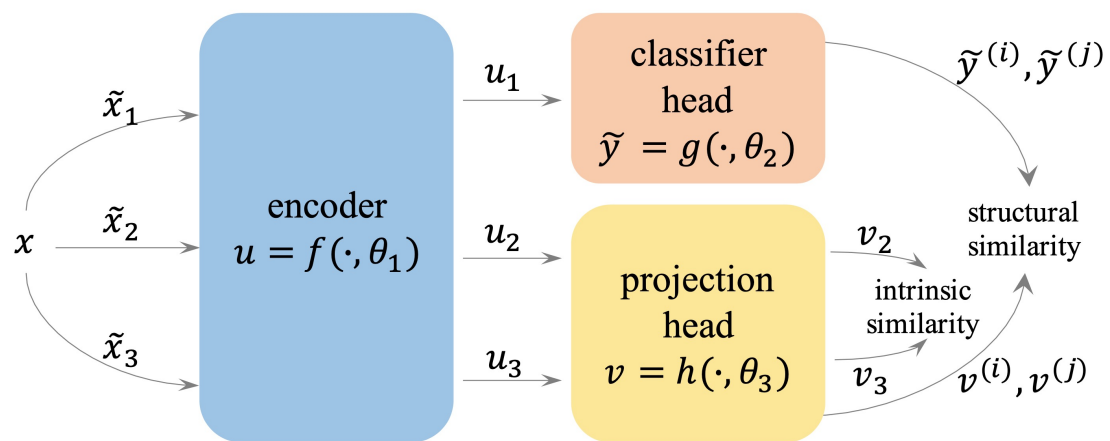 x
x̃₁
x̃₂
x̃₃
encoder
u = f(·, θ₁)
u₁
u₂
u₃
classifier
head
ỹ = g(·, θ₂)
projection
head
v = h(·, θ₃)
v₂
v₃
intrinsic
similarity
ỹ⁽ⁱ⁾, ỹ⁽ʲ⁾
structural
similarity
v⁽ⁱ⁾, v⁽ʲ⁾